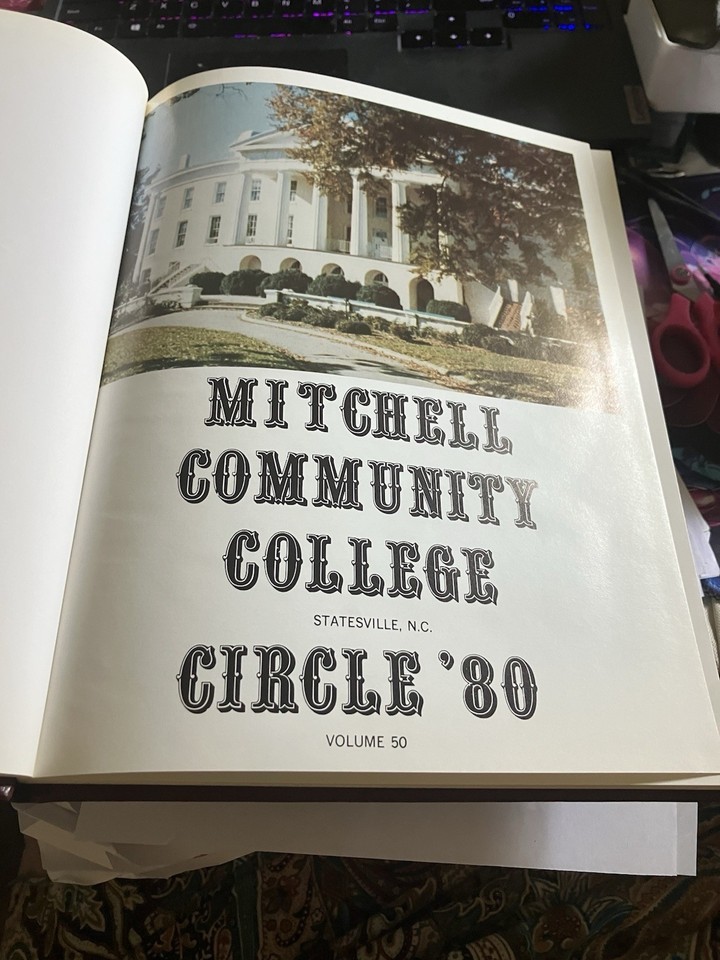 MITCHELL
COMMUNITY
COLLEGE
STATESVILLE, N.C.
CIRCLE '80
VOLUME 50